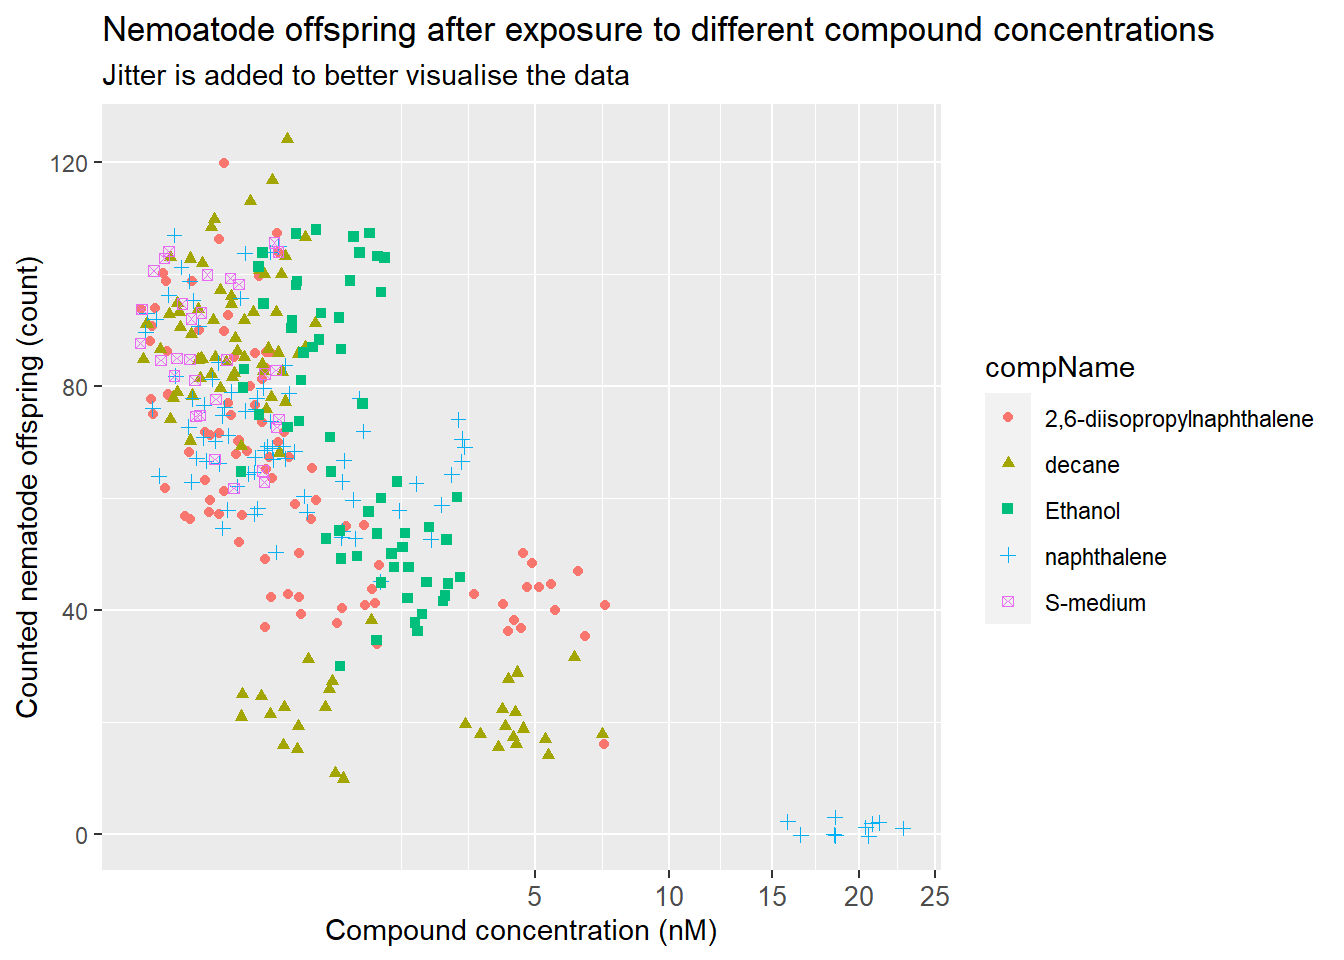 Nemoatode offspring after exposure to different compound concentrations
Jitter is added to better visualise the data
Counted nematode offspring (count)
120
80
40
0
5 10 15 20 25
Compound concentration (nM)
compName
2,6-diisopropylnaphthalene
decane
Ethanol
naphthalene
S-medium